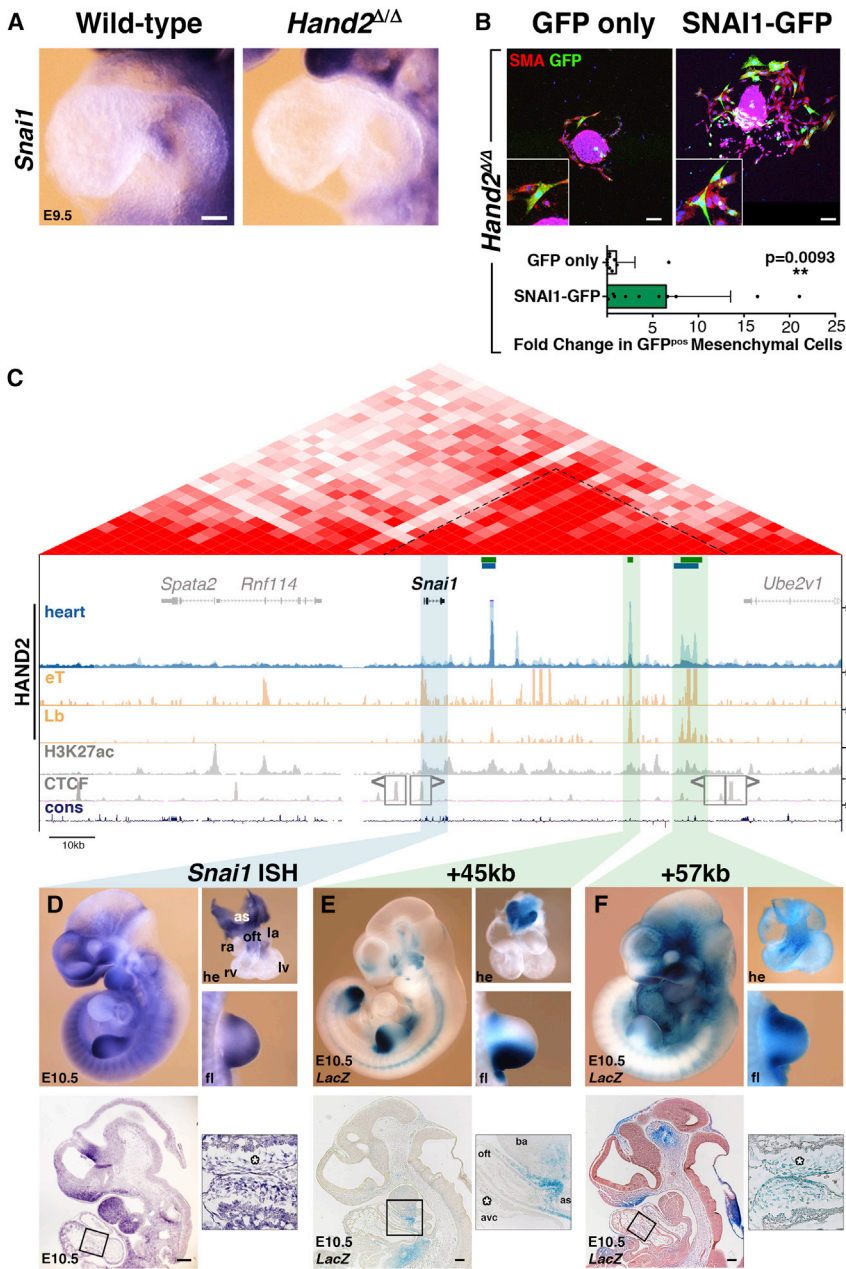 A
Wild-type
Hand2Δ/Δ
Snai1
E9.5
B
GFP only
SNAI1-GFP
Hand2Δ/Δ
SMA GFP
GFP only
SNAI1-GFP
p=0.0093
**
5
10
15
20
25
Fold Change in GFPpos Mesenchymal Cells
C
Spata2
Rnf114
Snai1
Ube2v1
HAND2
heart
eT
Lb
H3K27ac
CTCF
cons
10kb
Snai1 ISH
+45kb
+57kb
D
E10.5
as
oft
la
ra
rv
lv
he
fl
E
E10.5
LacZ
he
fl
F
E10.5
LacZ
he
fl
E10.5
E10.5
LacZ
ba
oft
as
avc
E10.5
LacZ